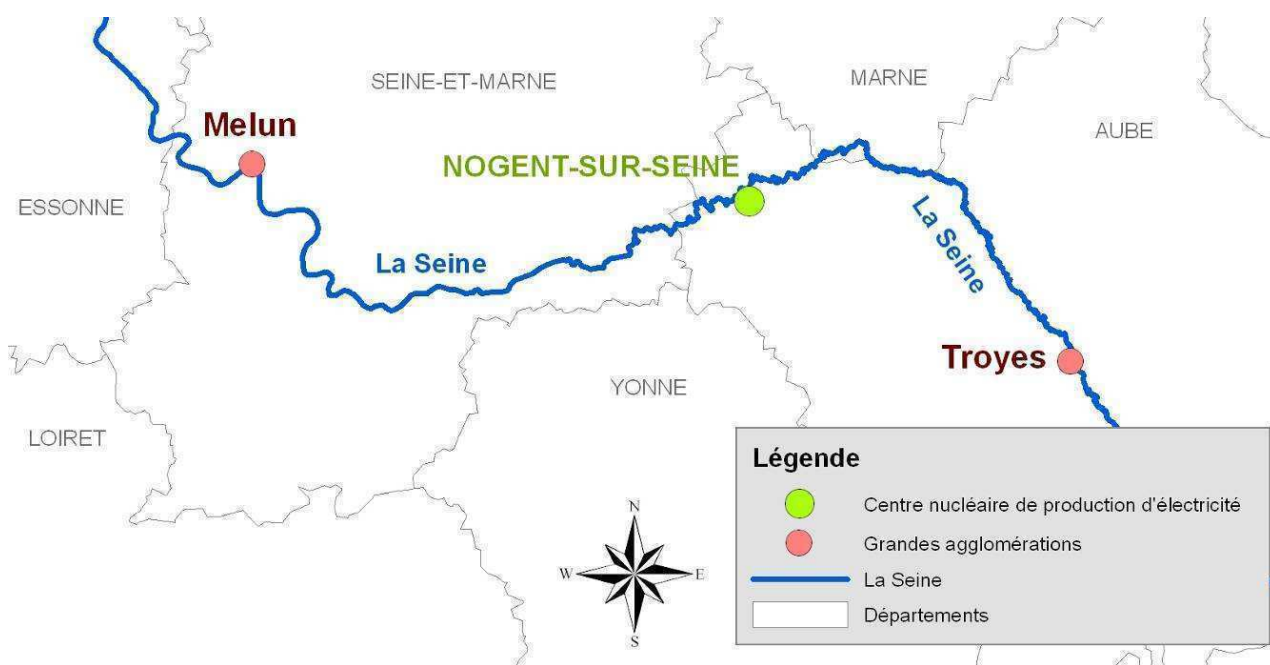 SEINE-ET-MARNE
MARNE
Melun
AUBE
NOGENT-SUR-SEINE
ESSONNE
La Seine
La Seine
Troyes
YONNE
LOIRET
Légende
Centre nucléaire de production d'électricité
Grandes agglomérations
La Seine
Départements
N
W
E
S